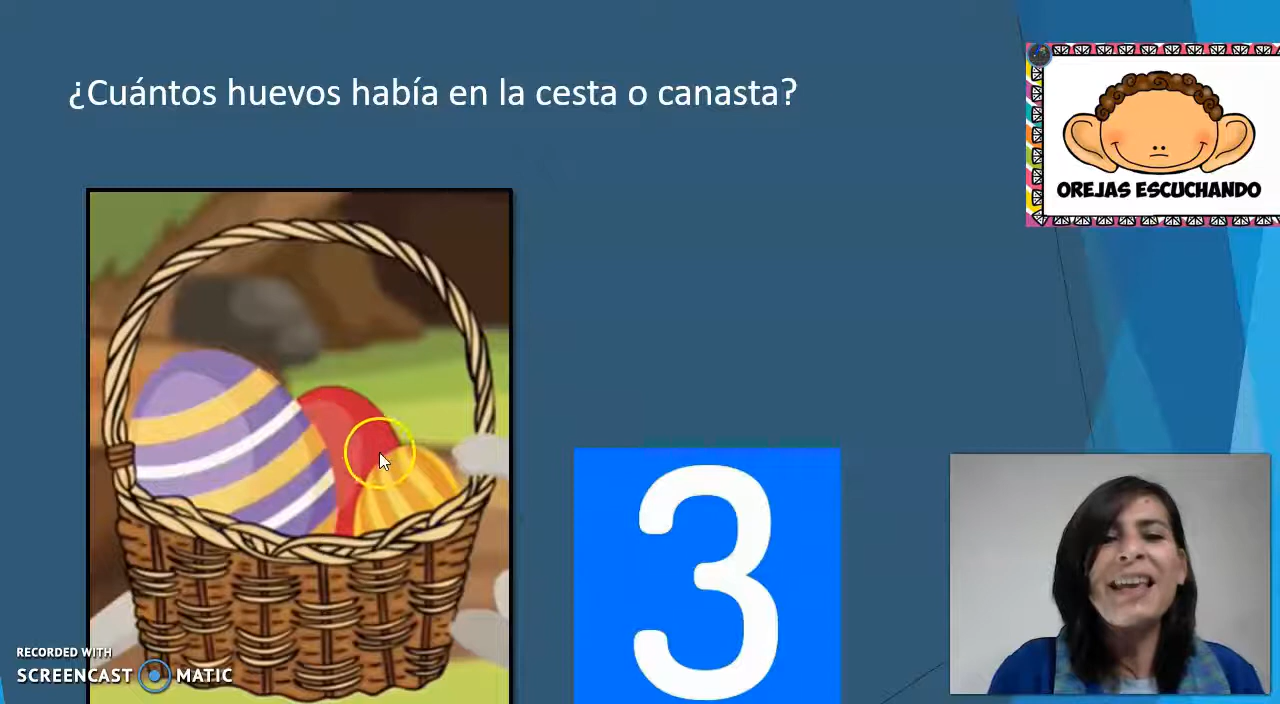 ¿Cuántos huevos había en la cesta o canasta?
OREJAS ESCUCHANDO
3
RECORDED WITH
SCREENCAST MATIC